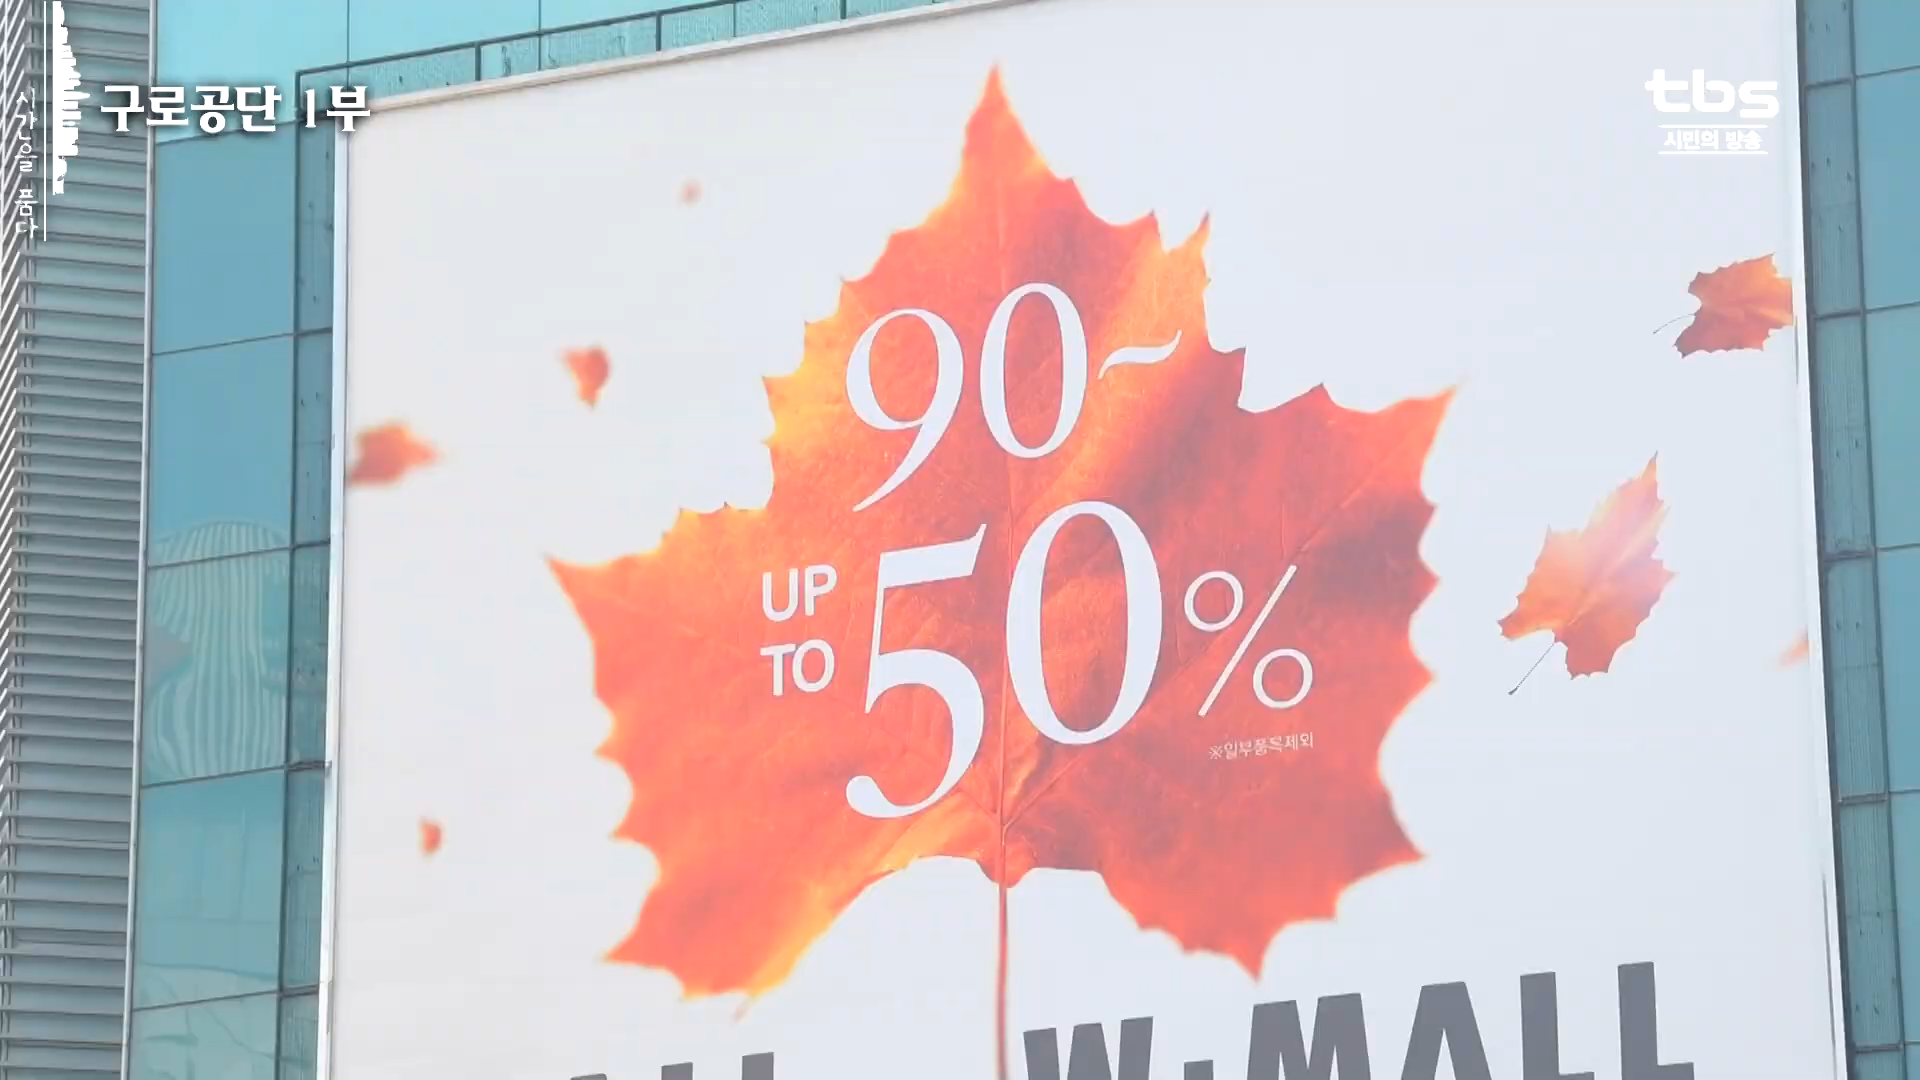 시간을 품다
구로공단 1부
tbs
시민의 방송
90~
UP TO 50%
※일부품목제외
W·MALL